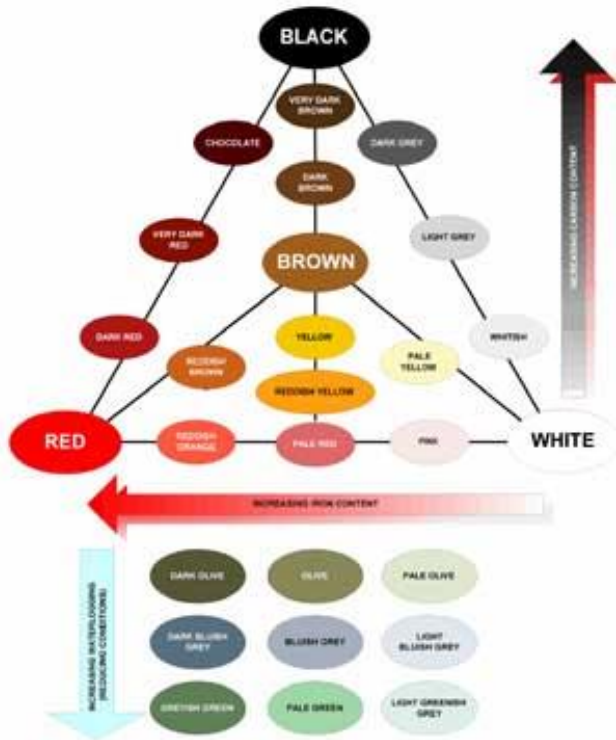 BLACK
VERY DARK
BROWN
CHOCOLATE
DARK GREY
DARK
BROWN
VERY DARK
RED
LIGHT GREY
BROWN
DARK RED
YELLOW
WHITISH
REDDISH
BROWN
PALE
YELLOW
REDDISH YELLOW
RED
REDDISH
ORANGE
PALE RED
PINK
WHITE
INCREASING CARBON CONTENT
INCREASING IRON CONTENT
INCREASING WATERLOGGING
(REDUCING CONDITIONS)
DARK OLIVE
OLIVE
PALE OLIVE
DARK BLUISH
GREY
BLUISH GREY
LIGHT
BLUISH GREY
GREYISH GREEN
PALE GREEN
LIGHT GREENISH
GREY